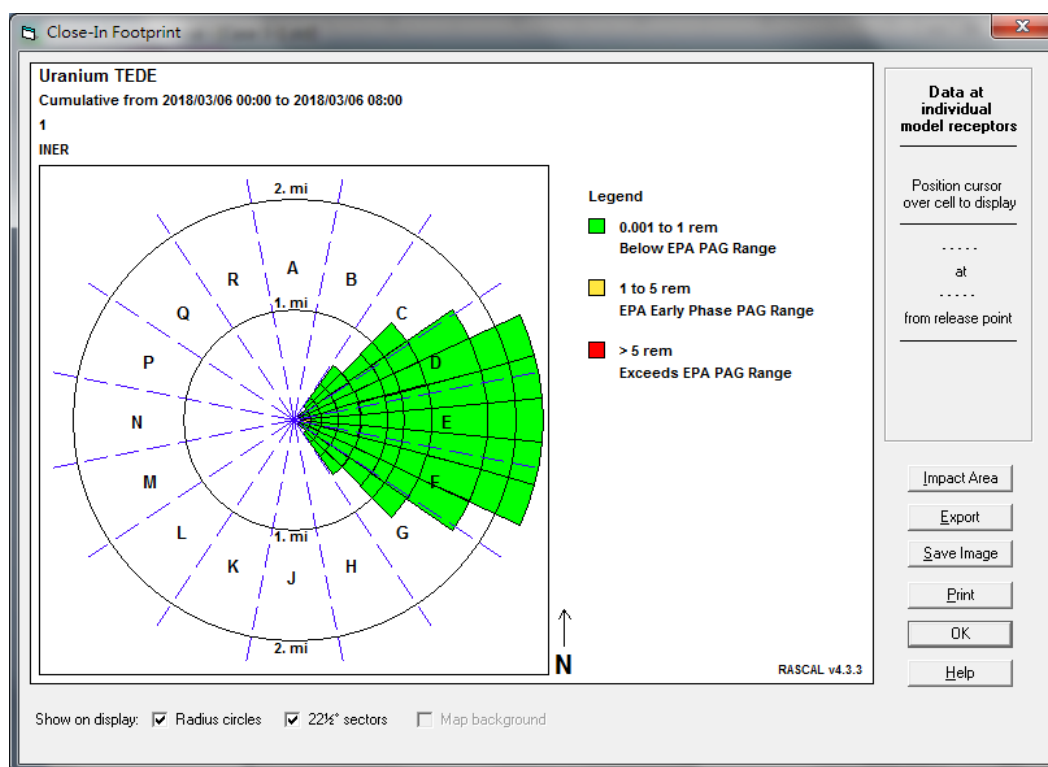 Close-In Footprint
Uranium TEDE
Cumulative from 2018/03/06 00:00 to 2018/03/06 08:00
1
INER
2. mi
R
A
B
Q
1. mi
C
P
D
N
E
M
F
L
1. mi
G
K
J
H
2. mi
N
Legend
0.001 to 1 rem
Below EPA PAG Range
1 to 5 rem
EPA Early Phase PAG Range
> 5 rem
Exceeds EPA PAG Range
RASCAL v4.3.3
Data at
individual
model receptors
Position cursor
over cell to display
- - - - -
at
- - - - -
from release point
Impact Area
Export
Save Image
Print
OK
Help
Show on display: Radius circles 22½° sectors Map background